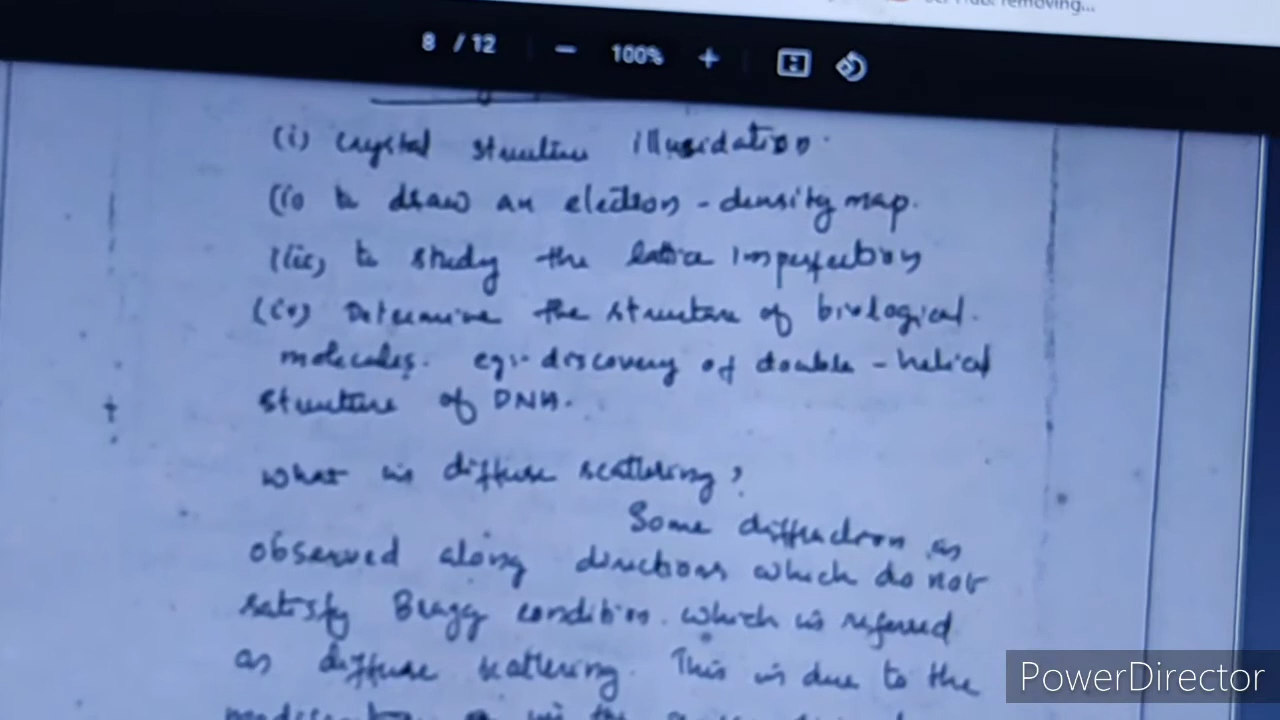 removing...
8 / 12 — 100% +
(i) Crystal structure illusidation.
(ii) to draw an electron - density map.
(iii) to study the lattice imperfection
(iv) Determine the structure of biological.
molecules. eg:- discovery of double - helical
structure of DNA.
What is diffuse scattering?
Some diffraction is
observed along directions which do not
satisfy Bragg condition. which is referred
as diffuse scattering. This is due to the
PowerDirector